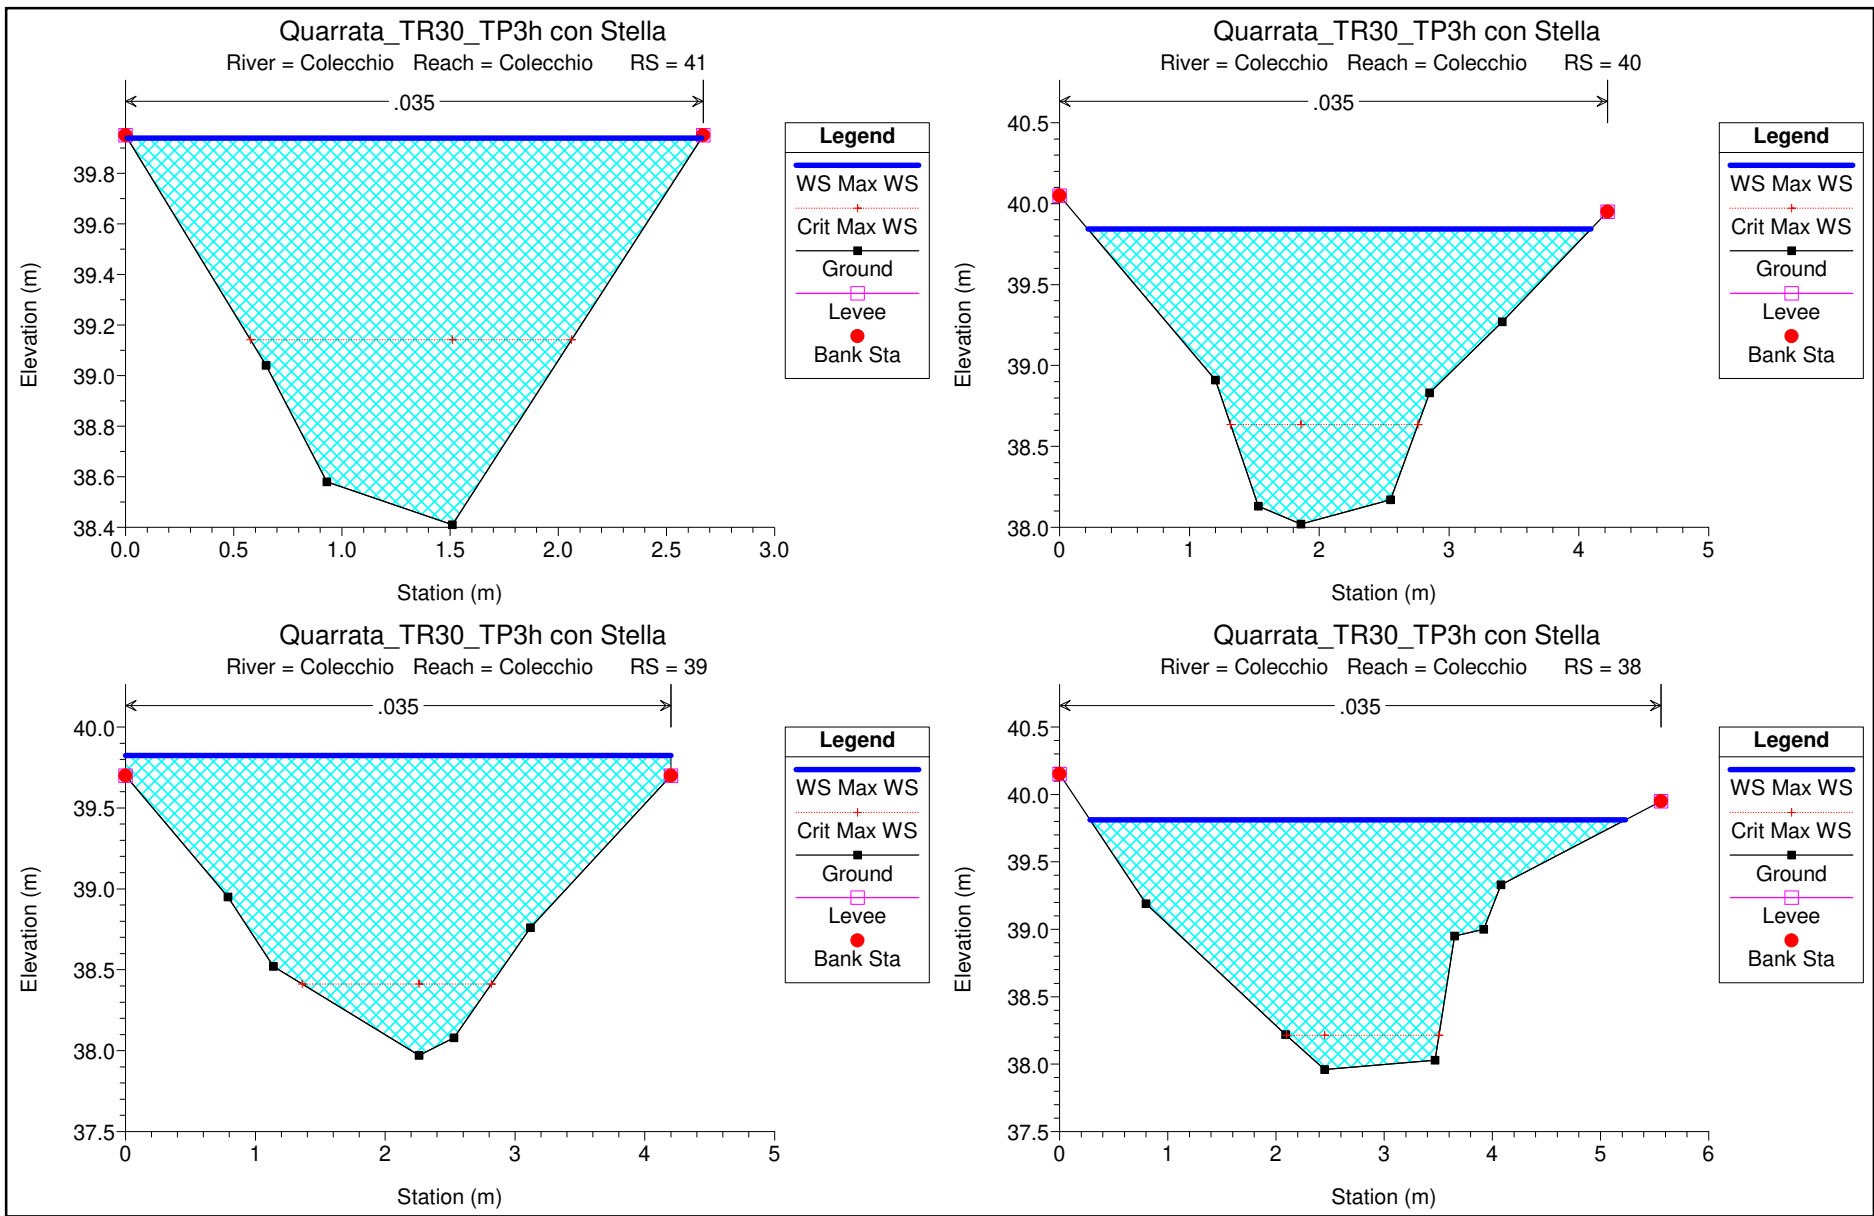 Quarrata_TR30_TP3h con Stella
River = Colecchio Reach = Colecchio RS = 41
.035
39.8
39.6
39.4
39.2
39.0
38.8
38.6
38.4
0.0 0.5 1.0 1.5 2.0 2.5 3.0
Elevation (m)
Station (m)
Legend
WS Max WS
Crit Max WS
Ground
Levee
Bank Sta
Quarrata_TR30_TP3h con Stella
River = Colecchio Reach = Colecchio RS = 40
.035
40.5
40.0
39.5
39.0
38.5
38.0
0 1 2 3 4 5
Elevation (m)
Station (m)
Legend
WS Max WS
Crit Max WS
Ground
Levee
Bank Sta
Quarrata_TR30_TP3h con Stella
River = Colecchio Reach = Colecchio RS = 39
.035
40.0
39.5
39.0
38.5
38.0
37.5
0 1 2 3 4 5
Elevation (m)
Station (m)
Legend
WS Max WS
Crit Max WS
Ground
Levee
Bank Sta
Quarrata_TR30_TP3h con Stella
River = Colecchio Reach = Colecchio RS = 38
.035
40.5
40.0
39.5
39.0
38.5
38.0
37.5
0 1 2 3 4 5 6
Elevation (m)
Station (m)
Legend
WS Max WS
Crit Max WS
Ground
Levee
Bank Sta